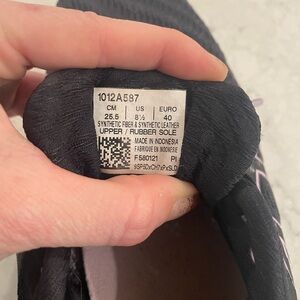 1012A587
CM | US | EURO
25.5 | 8½ | 40
SYNTHETIC FIBER & SYNTHETIC LEATHER
UPPER / RUBBER SOLE
MADE IN INDONESIA
FABRIQUE EN INDONESIE
F580121 PI